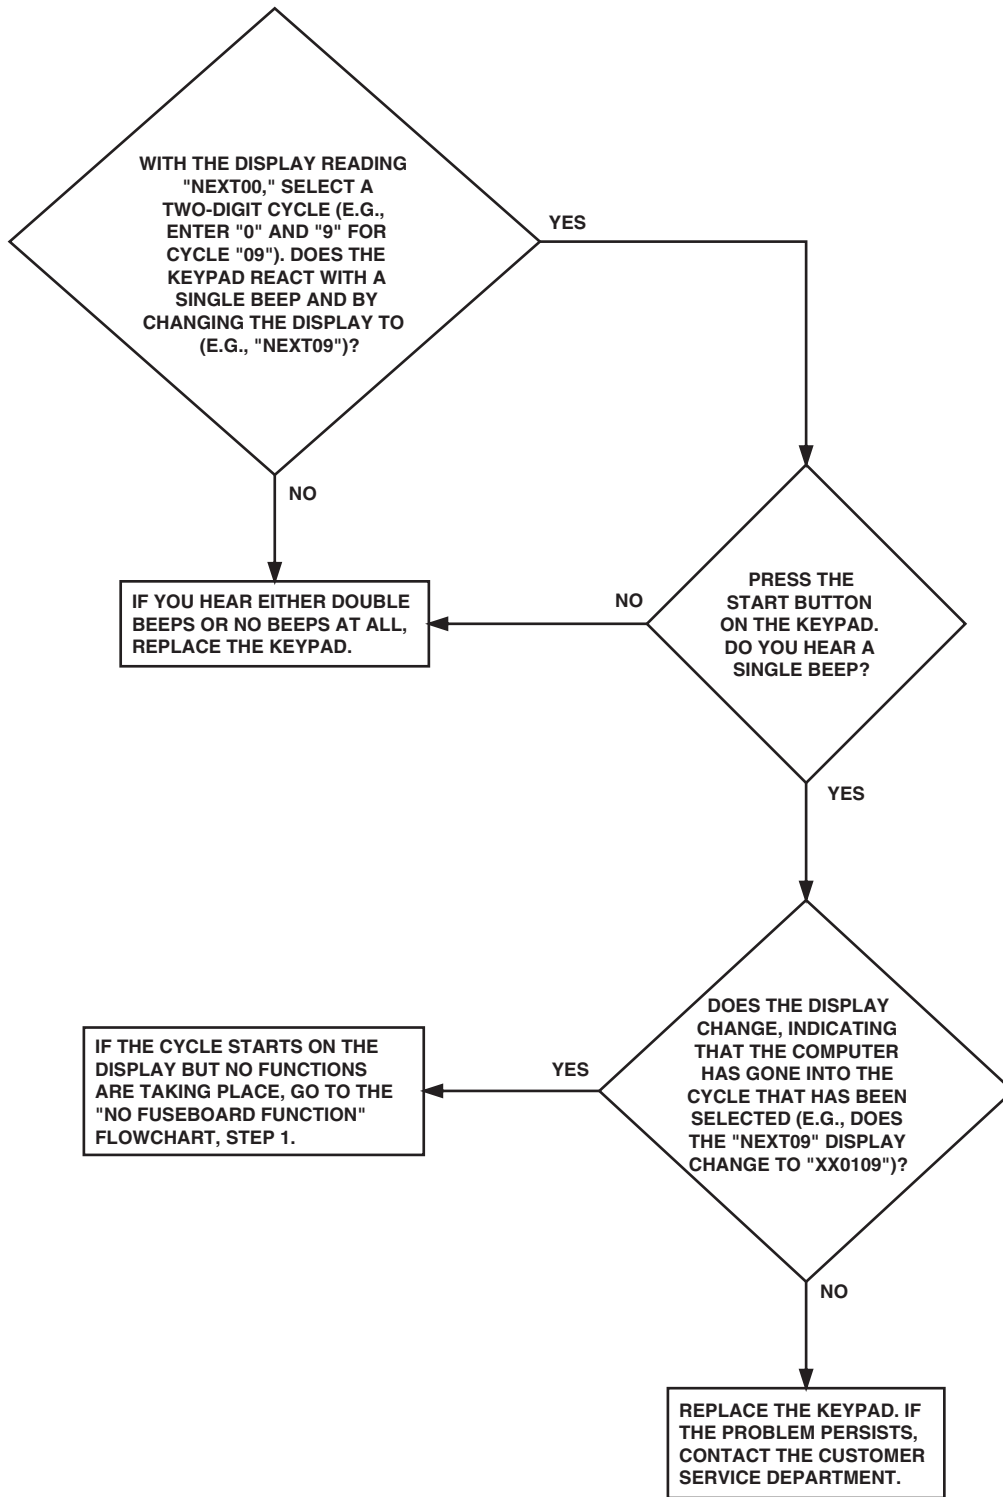 WITH THE DISPLAY READING
"NEXT00," SELECT A
TWO-DIGIT CYCLE (E.G.,
ENTER "0" AND "9" FOR
CYCLE "09"). DOES THE
KEYPAD REACT WITH A
SINGLE BEEP AND BY
CHANGING THE DISPLAY TO
(E.G., "NEXT09")?
YES
NO
IF YOU HEAR EITHER DOUBLE
BEEPS OR NO BEEPS AT ALL,
REPLACE THE KEYPAD.
NO
PRESS THE
START BUTTON
ON THE KEYPAD.
DO YOU HEAR A
SINGLE BEEP?
YES
DOES THE DISPLAY
CHANGE, INDICATING
THAT THE COMPUTER
HAS GONE INTO THE
CYCLE THAT HAS BEEN
SELECTED (E.G., DOES
THE "NEXT09" DISPLAY
CHANGE TO "XX0109")?
YES
IF THE CYCLE STARTS ON THE
DISPLAY BUT NO FUNCTIONS
ARE TAKING PLACE, GO TO THE
"NO FUSEBOARD FUNCTION"
FLOWCHART, STEP 1.
NO
REPLACE THE KEYPAD. IF
THE PROBLEM PERSISTS,
CONTACT THE CUSTOMER
SERVICE DEPARTMENT.